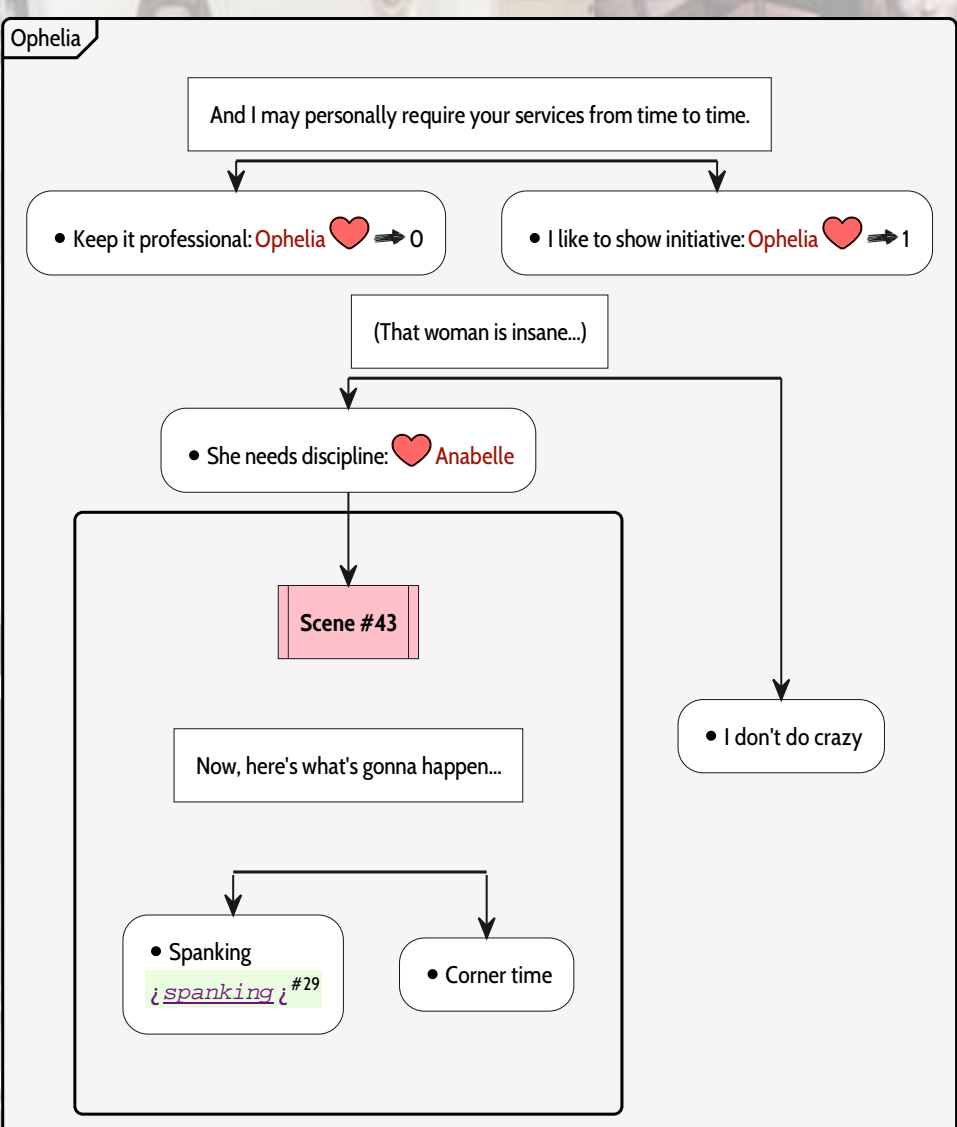 Ophelia
And I may personally require your services from time to time.
• Keep it professional: Ophelia ❤ ➡ 0
• I like to show initiative: Ophelia ❤ ➡ 1
(That woman is insane...)
• She needs discipline: ❤ Anabelle
Scene #43
• I don't do crazy
Now, here's what's gonna happen...
• Spanking
¿spanking¿ #29
• Corner time